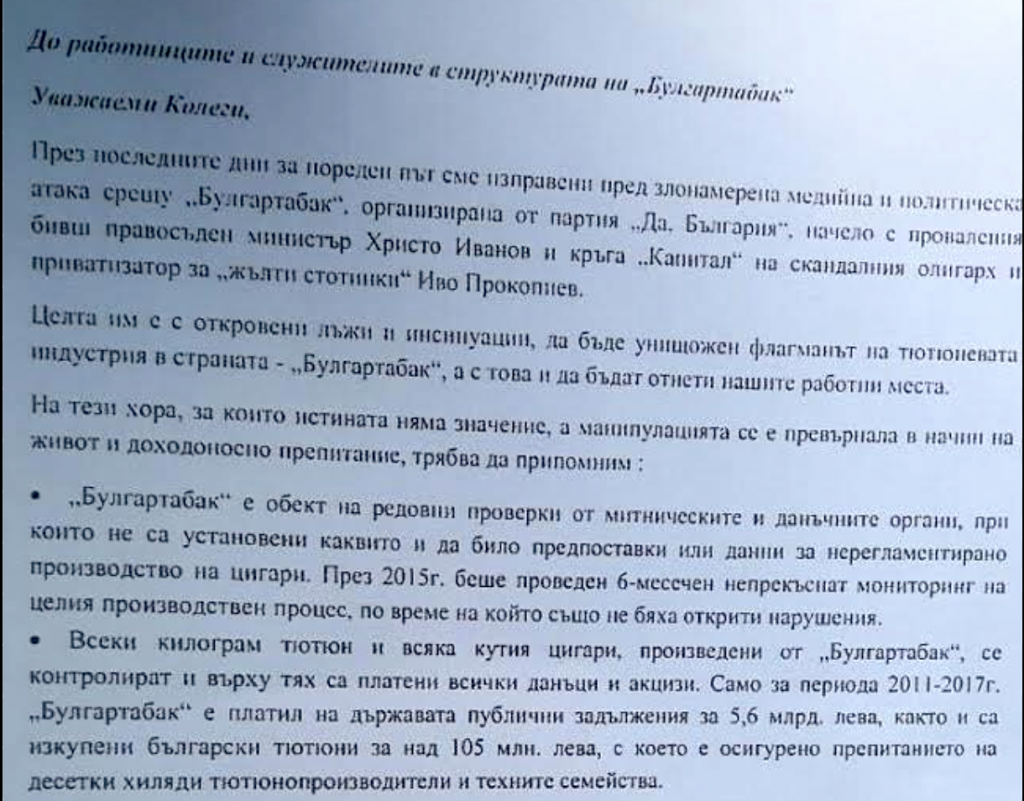 До работниците и служителите в структурата на „Булгартабак“
Уважаеми Колеги,
През последните дни за пореден път сме изправени пред злонамерена медийна и политическа
атака срещу „Булгартабак“, организирана от партия „Да, България“, начело с проваления
бивш правосъден министър Христо Иванов и кръга „Капитал“ на скандалния олигарх и
приватизатор за „жълти стотинки“ Иво Прокопиев.
Целта им е с откровени лъжи и инсинуации, да бъде унищожен флагманът на тютюневата
индустрия в страната - „Булгартабак“, а с това и да бъдат отнети нашите работни места.
На тези хора, за които истината няма значение, а манипулацията се е превърнала в начин на
живот и доходоносно препитание, трябва да припомним :
• „Булгартабак“ е обект на редовни проверки от митническите и данъчните органи, при
които не са установени каквито и да било предпоставки или данни за нерегламентирано
производство на цигари. През 2015г. беше проведен 6-месечен непрекъснат мониторинг на
целия производствен процес, по време на който също не бяха открити нарушения.
• Всеки килограм тютюн и всяка кутия цигари, произведени от „Булгартабак“, се
контролират и върху тях са платени всички данъци и акцизи. Само за периода 2011-2017г.
„Булгартабак“ е платил на държавата публични задължения за 5,6 млрд. лева, както и са
изкупени български тютюни за над 105 млн. лева, с което е осигурено препитанието на
десетки хиляди тютюнопроизводители и техните семейства.